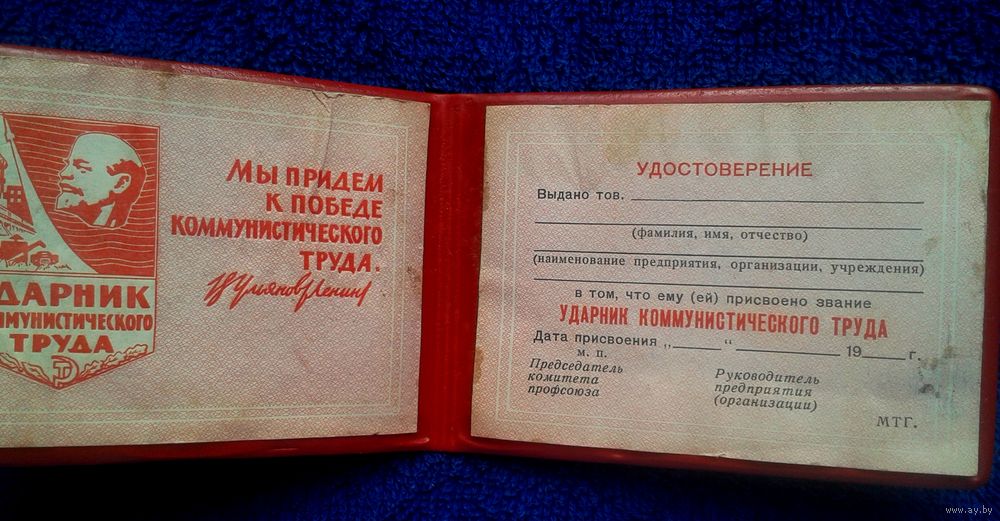 ДАРНИК
ММУНИСТИЧЕСКОГО
ТРУДА
МЫ ПРИДЕМ
К ПОБЕДЕ
КОММУНИСТИЧЕСКОГО
ТРУДА.
В Ульянов (Ленин)
УДОСТОВЕРЕНИЕ
Выдано тов.
(фамилия, имя, отчество)
(наименование предприятия, организации, учреждения)
в том, что ему (ей) присвоено звание
УДАРНИК КОММУНИСТИЧЕСКОГО ТРУДА
Дата присвоения „ “ 19 г.
м. п.
Председатель
комитета
профсоюза
Руководитель
предприятия
(организации)
МТГ.
www.ay.by